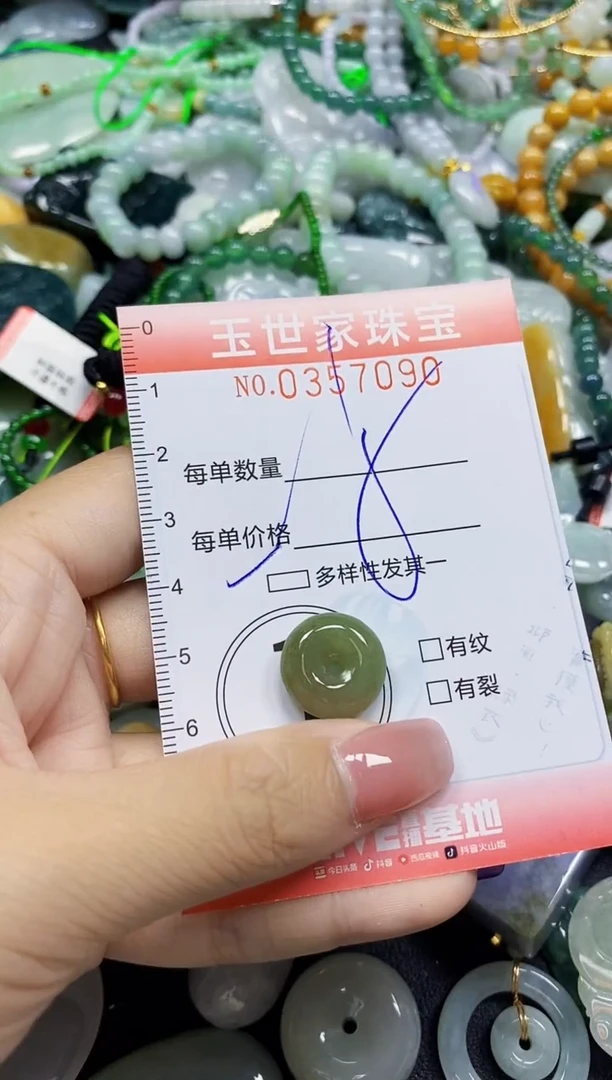 0
玉世家珠宝
NO.0357090
1
2
每单数量
3
每单价格
4
多样性发其一
5
有纹
有裂
6
基地
今日头条 抖音 西瓜视频 抖音火山版